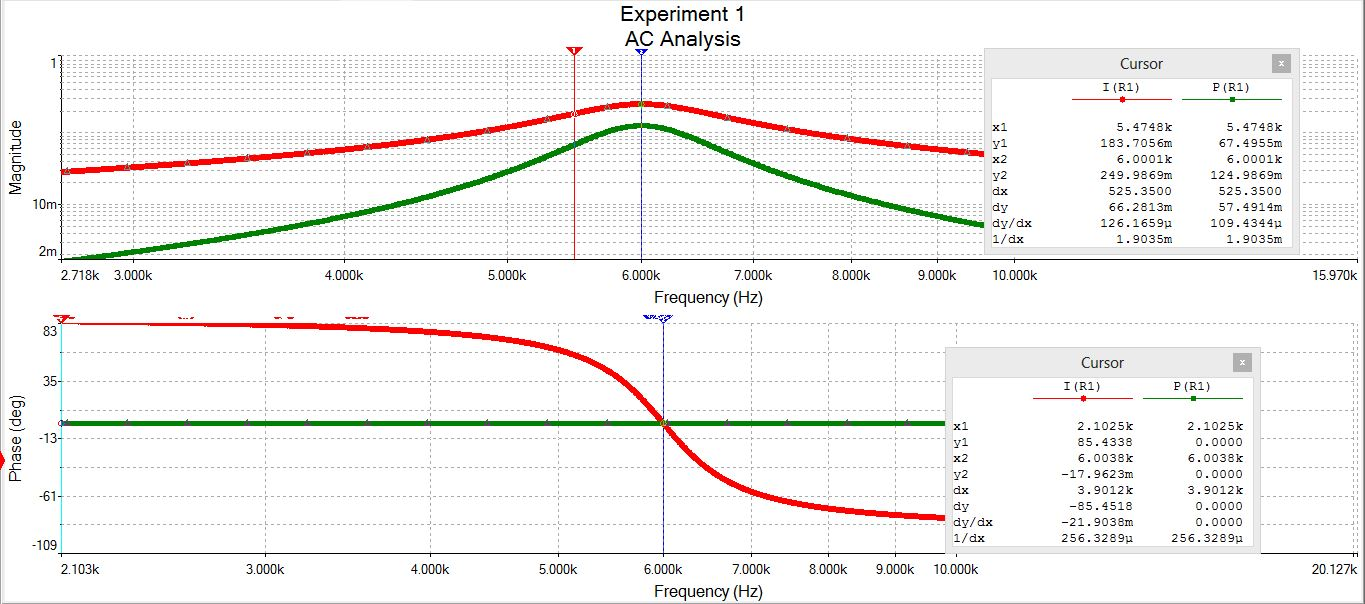 Experiment 1
AC Analysis
1
10m
2m
Magnitude
2.718k 3.000k 4.000k 5.000k 6.000k 7.000k 8.000k 9.000k 10.000k 15.970k
Frequency (Hz)
Cursor
x
I(R1) P(R1)
x1 5.4748k 5.4748k
y1 183.7056m 67.4955m
x2 6.0001k 6.0001k
y2 249.9869m 124.9869m
dx 525.3500 525.3500
dy 66.2813m 57.4914m
dy/dx 126.1659µ 109.4344µ
1/dx 1.9035m 1.9035m
83
35
-13
-61
-109
Phase (deg)
2.103k 3.000k 4.000k 5.000k 6.000k 7.000k 8.000k 9.000k 10.000k 20.127k
Frequency (Hz)
Cursor
x
I(R1) P(R1)
x1 2.1025k 2.1025k
y1 85.4338 0.0000
x2 6.0038k 6.0038k
y2 -17.9623m 0.0000
dx 3.9012k 3.9012k
dy -85.4518 0.0000
dy/dx -21.9038m 0.0000
1/dx 256.3289µ 256.3289µ